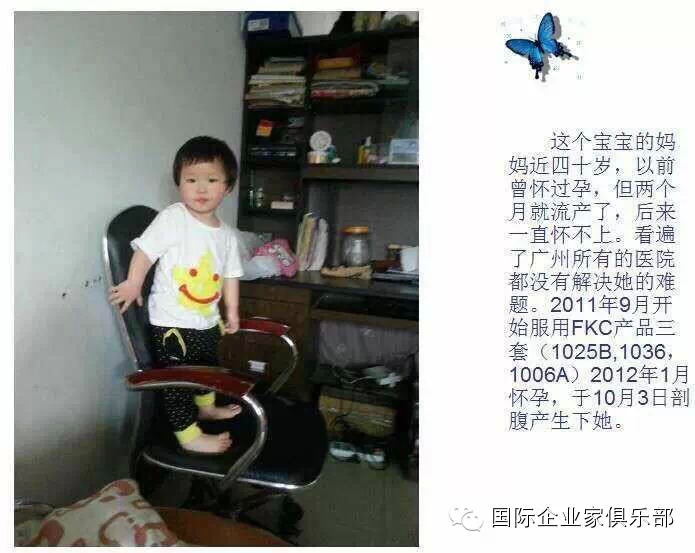 这个宝宝的妈
妈近四十岁，以前
曾怀过孕，但两个
月就流产了，后来
一直怀不上。看遍
了广州所有的医院
都没有解决她的难
题。2011年9月开
始服用FKC产品三
套（1025B,1036，
1006A）2012年1月
怀孕，于10月3日剖
腹产生下她。
国际企业家俱乐部